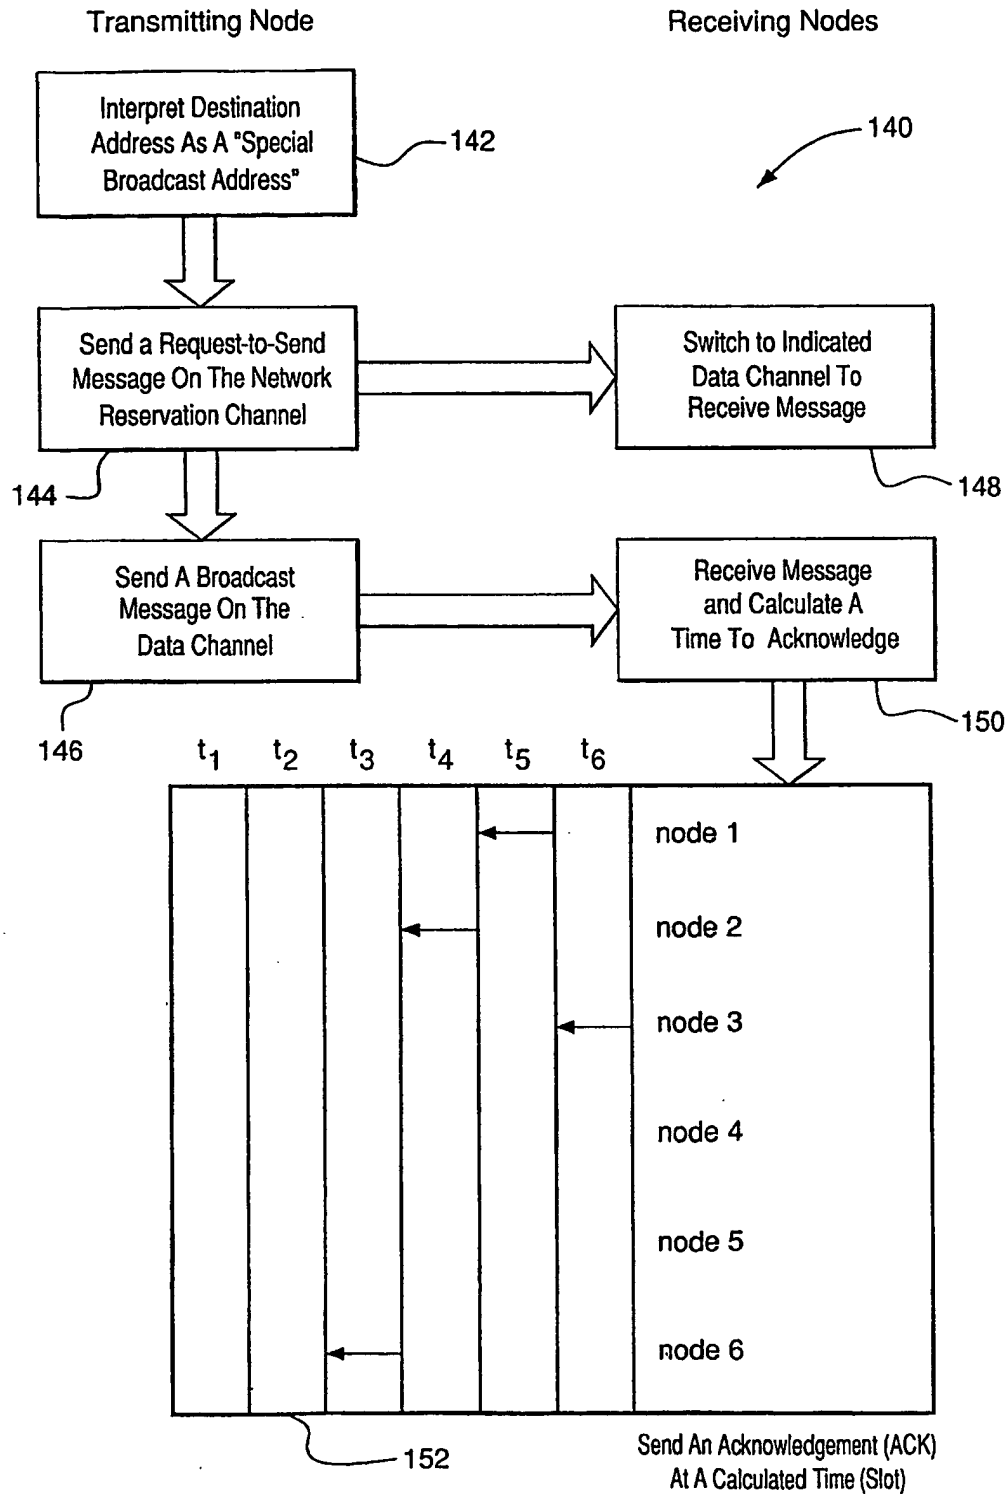 Transmitting Node
Receiving Nodes
Interpret Destination
Address As A "Special
Broadcast Address"
142
140
Send a Request-to-Send
Message On The Network
Reservation Channel
144
Switch to Indicated
Data Channel To
Receive Message
148
Send A Broadcast
Message On The
Data Channel
146
Receive Message
and Calculate A
Time To Acknowledge
150
t1 t2 t3 t4 t5 t6
node 1
node 2
node 3
node 4
node 5
node 6
152
Send An Acknowledgement (ACK)
At A Calculated Time (Slot)